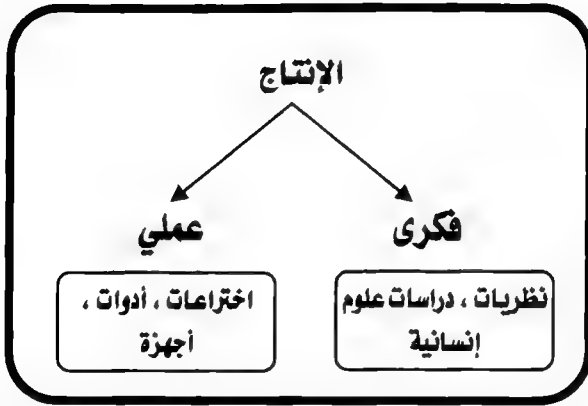 الإنتاج
فكرى
عملي
نظريات ، دراسات علوم
إنسانية
اختراعات ، أدوات ،
أجهزة